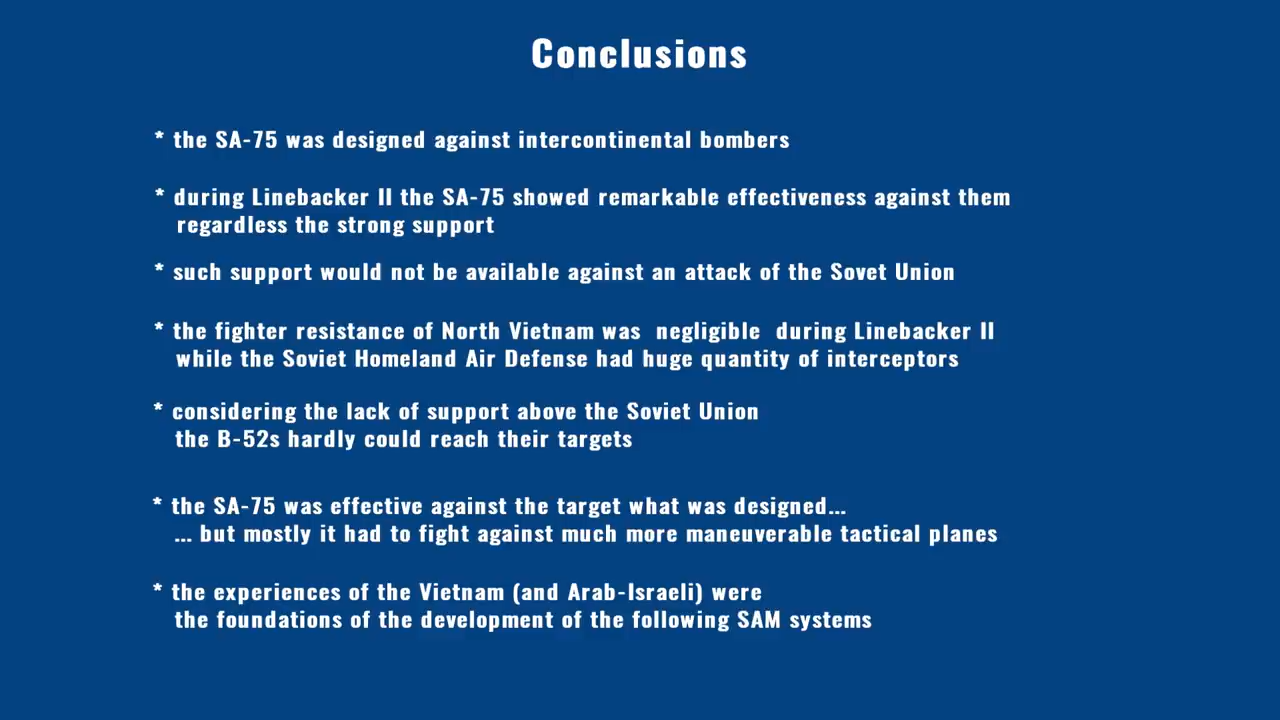 Conclusions
* the SA-75 was designed against intercontinental bombers
* during Linebacker II the SA-75 showed remarkable effectiveness against them
regardless the strong support
* such support would not be available against an attack of the Sovet Union
* the fighter resistance of North Vietnam was  negligible  during Linebacker II
while the Soviet Homeland Air Defense had huge quantity of interceptors
* considering the lack of support above the Soviet Union
the B-52s hardly could reach their targets
* the SA-75 was effective against the target what was designed...
... but mostly it had to fight against much more maneuverable tactical planes
* the experiences of the Vietnam (and Arab-Israeli) were
the foundations of the development of the following SAM systems